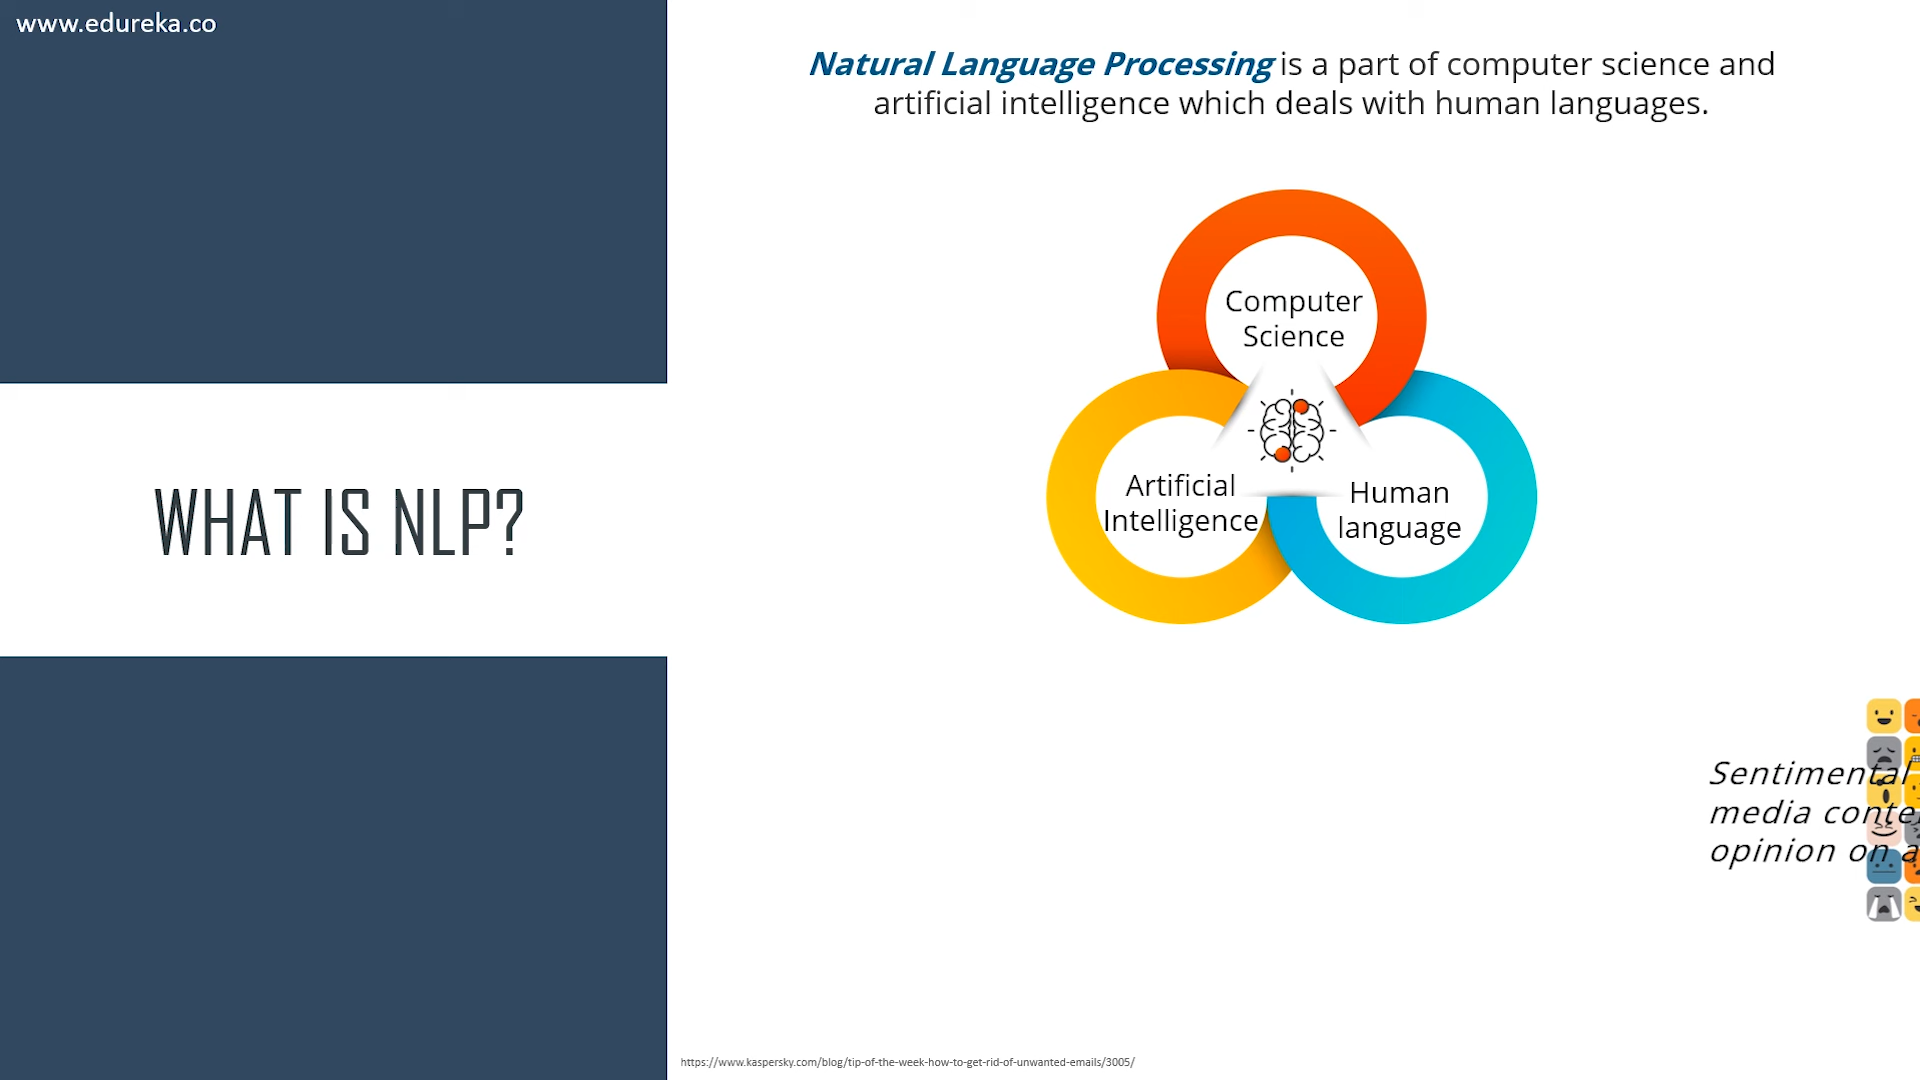 www.edureka.co
Natural Language Processing is a part of computer science and
artificial intelligence which deals with human languages.
Computer
Science
Artificial
Intelligence
Human
language
WHAT IS NLP?
Sentimental
media
opinion on
https://www.kaspersky.com/blog/tip-of-the-week-how-to-get-rid-of-unwanted-emails/3005/